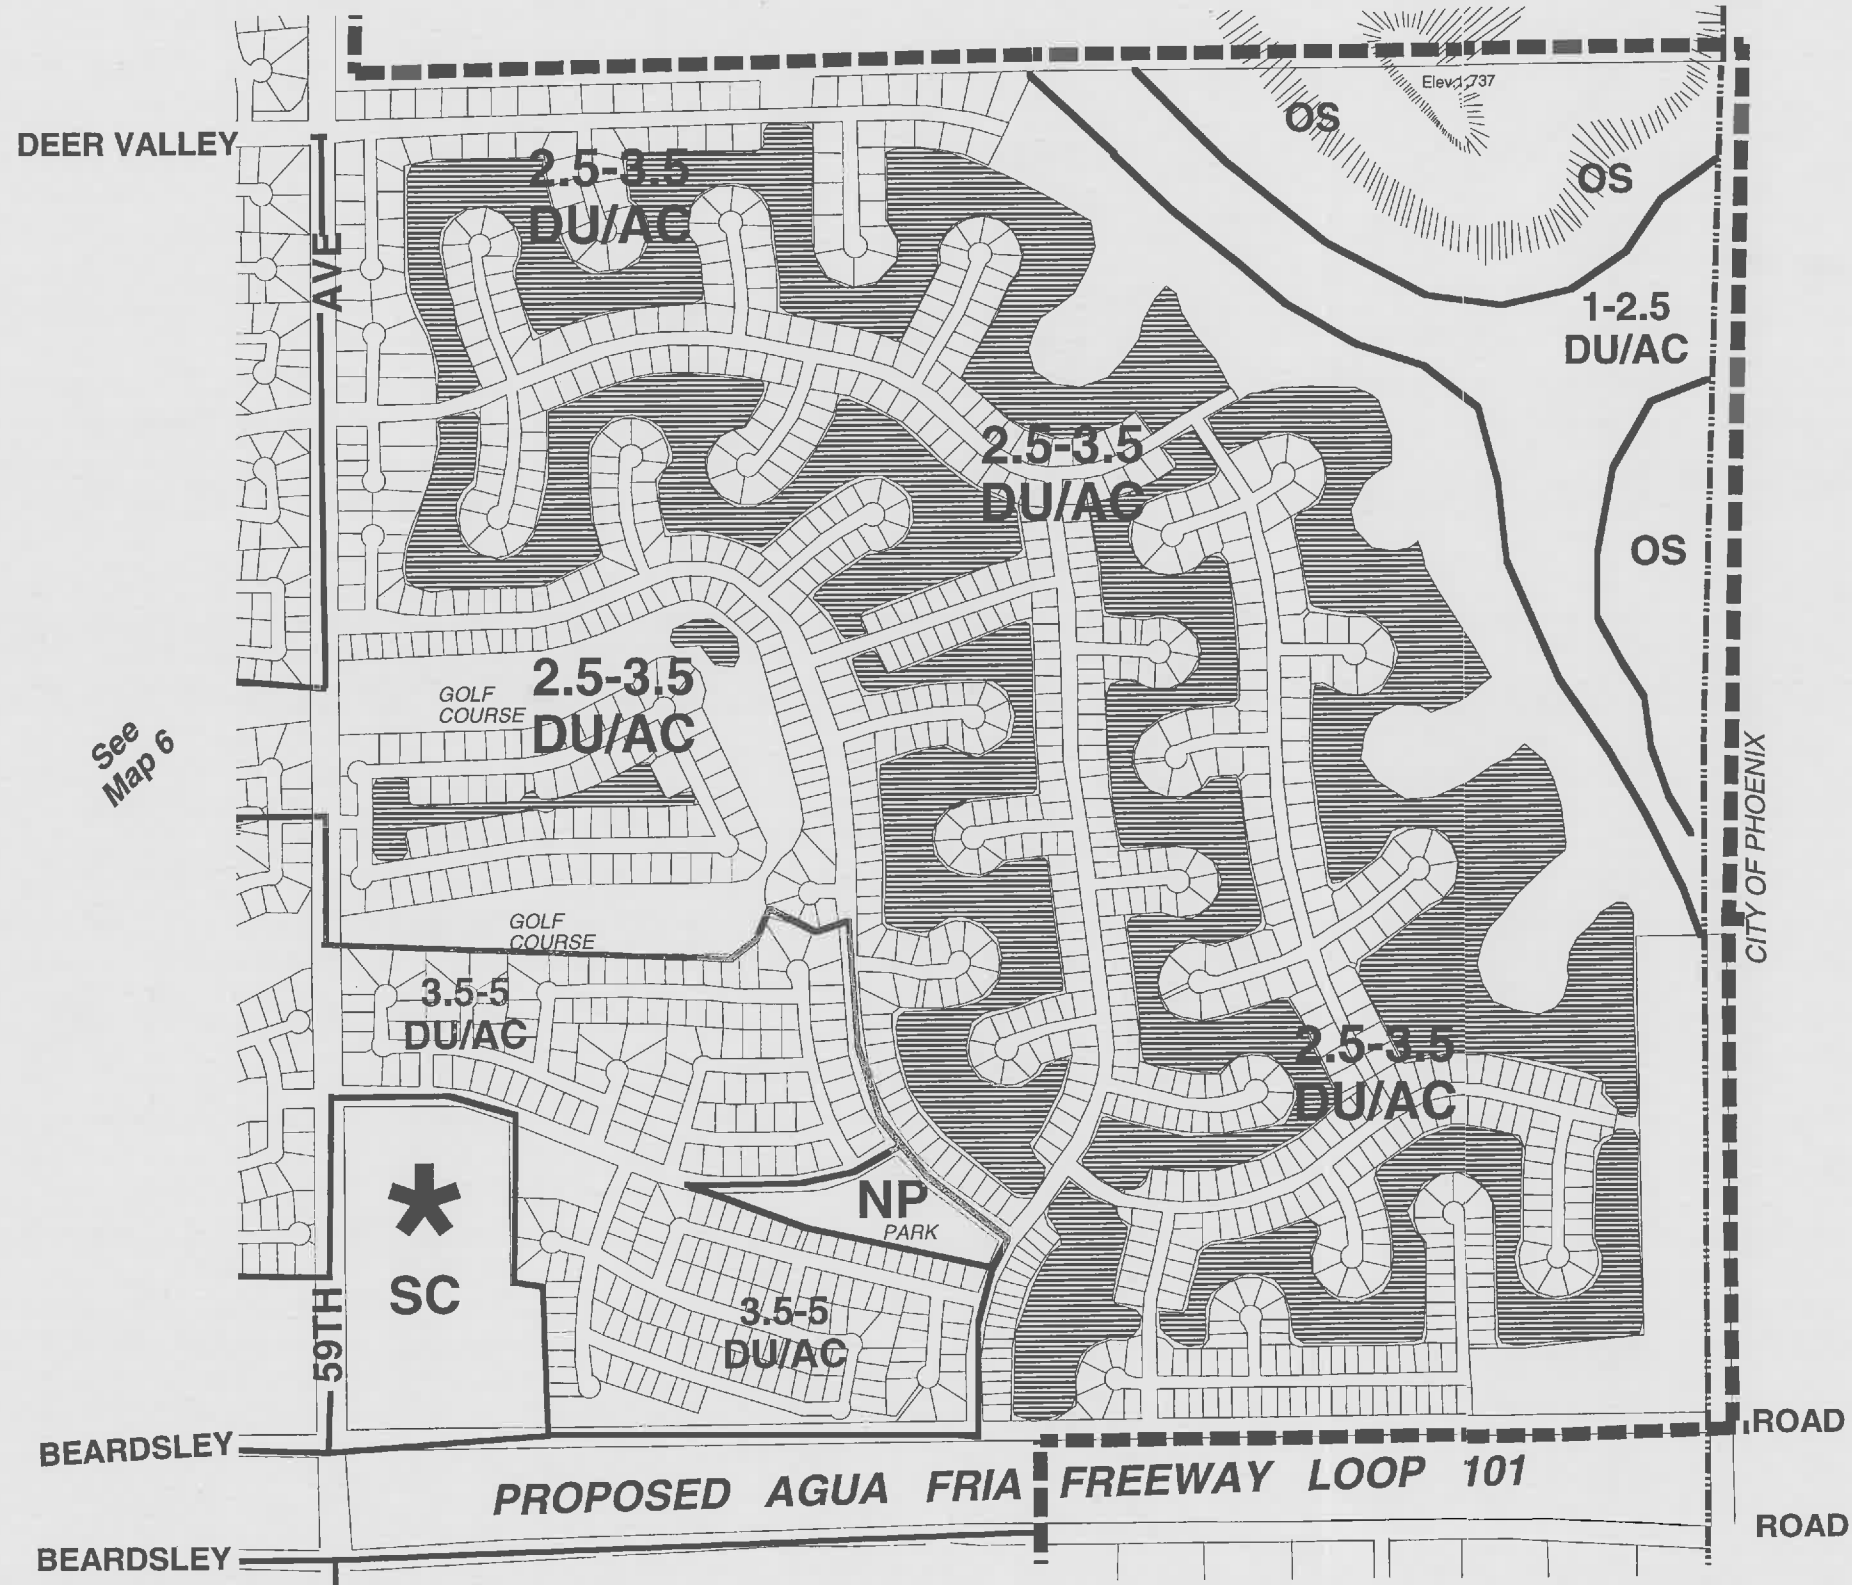 Elev. 1,737
OS
DEER VALLEY
2.5-3.5
DU/AC
OS
AVE
1-2.5
DU/AC
2.5-3.5
DU/AC
OS
2.5-3.5
DU/AC
GOLF
COURSE
See
Map 6
CITY OF PHOENIX
GOLF
COURSE
3.5-5
DU/AC
2.5-3.5
DU/AC
*
NP
PARK
SC
59TH
3.5-5
DU/AC
BEARDSLEY
ROAD
PROPOSED AGUA FRIA FREEWAY LOOP 101
BEARDSLEY
ROAD